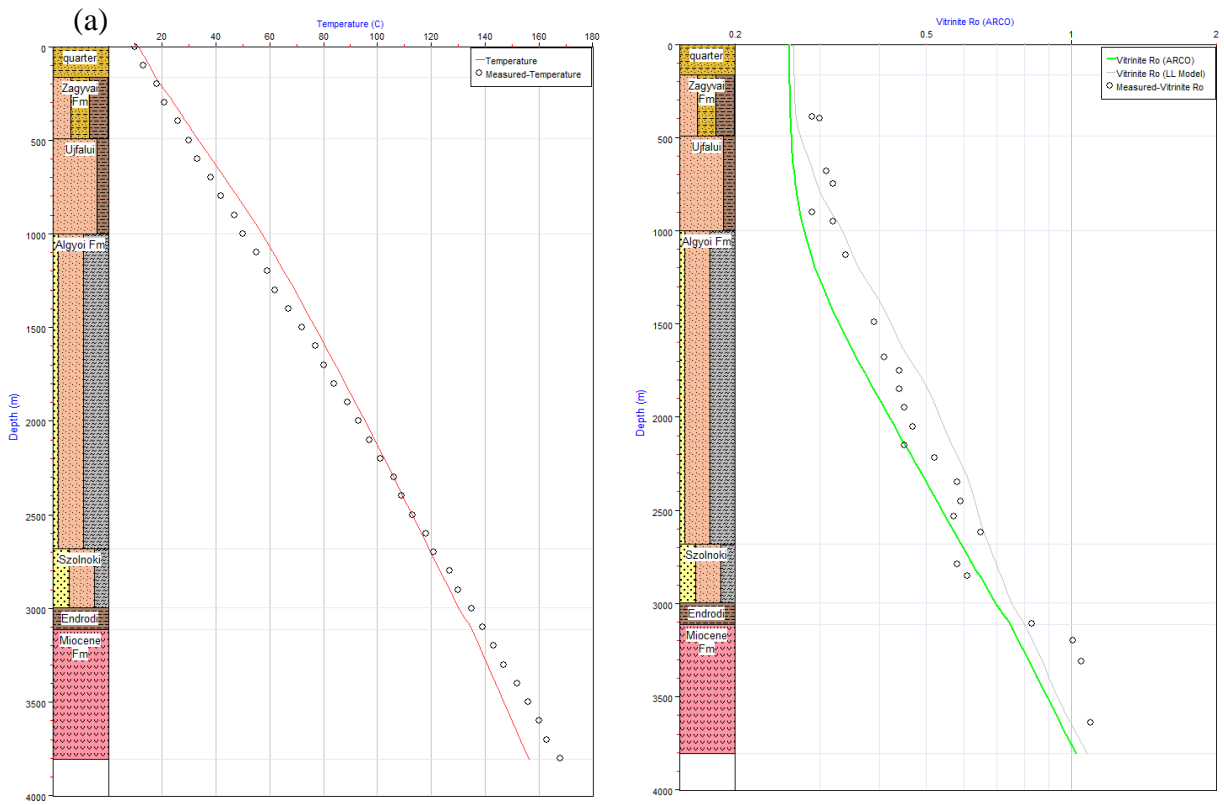 (a)
Temperature (C)
0 20 40 60 80 100 120 140 160 180
Temperature
Measured-Temperature
Depth (m)
0
500
1000
1500
2000
2500
3000
3500
4000
quarter
Zagyvai
Fm
Ujfalui
Algyoi Fm
Szolnoki
Endrodi
Miocene
Fm
Vitrinite Ro (ARCO)
0.2 0.5 1 2
Vitrinite Ro (ARCO)
Vitrinite Ro (LL Model)
Measured-Vitrinite Ro
Depth (m)
0
500
1000
1500
2000
2500
3000
3500
4000
quarter
Zagyvai
Fm
Ujfalui
Algyoi Fm
Szolnoki
Endrodi
Miocene
Fm